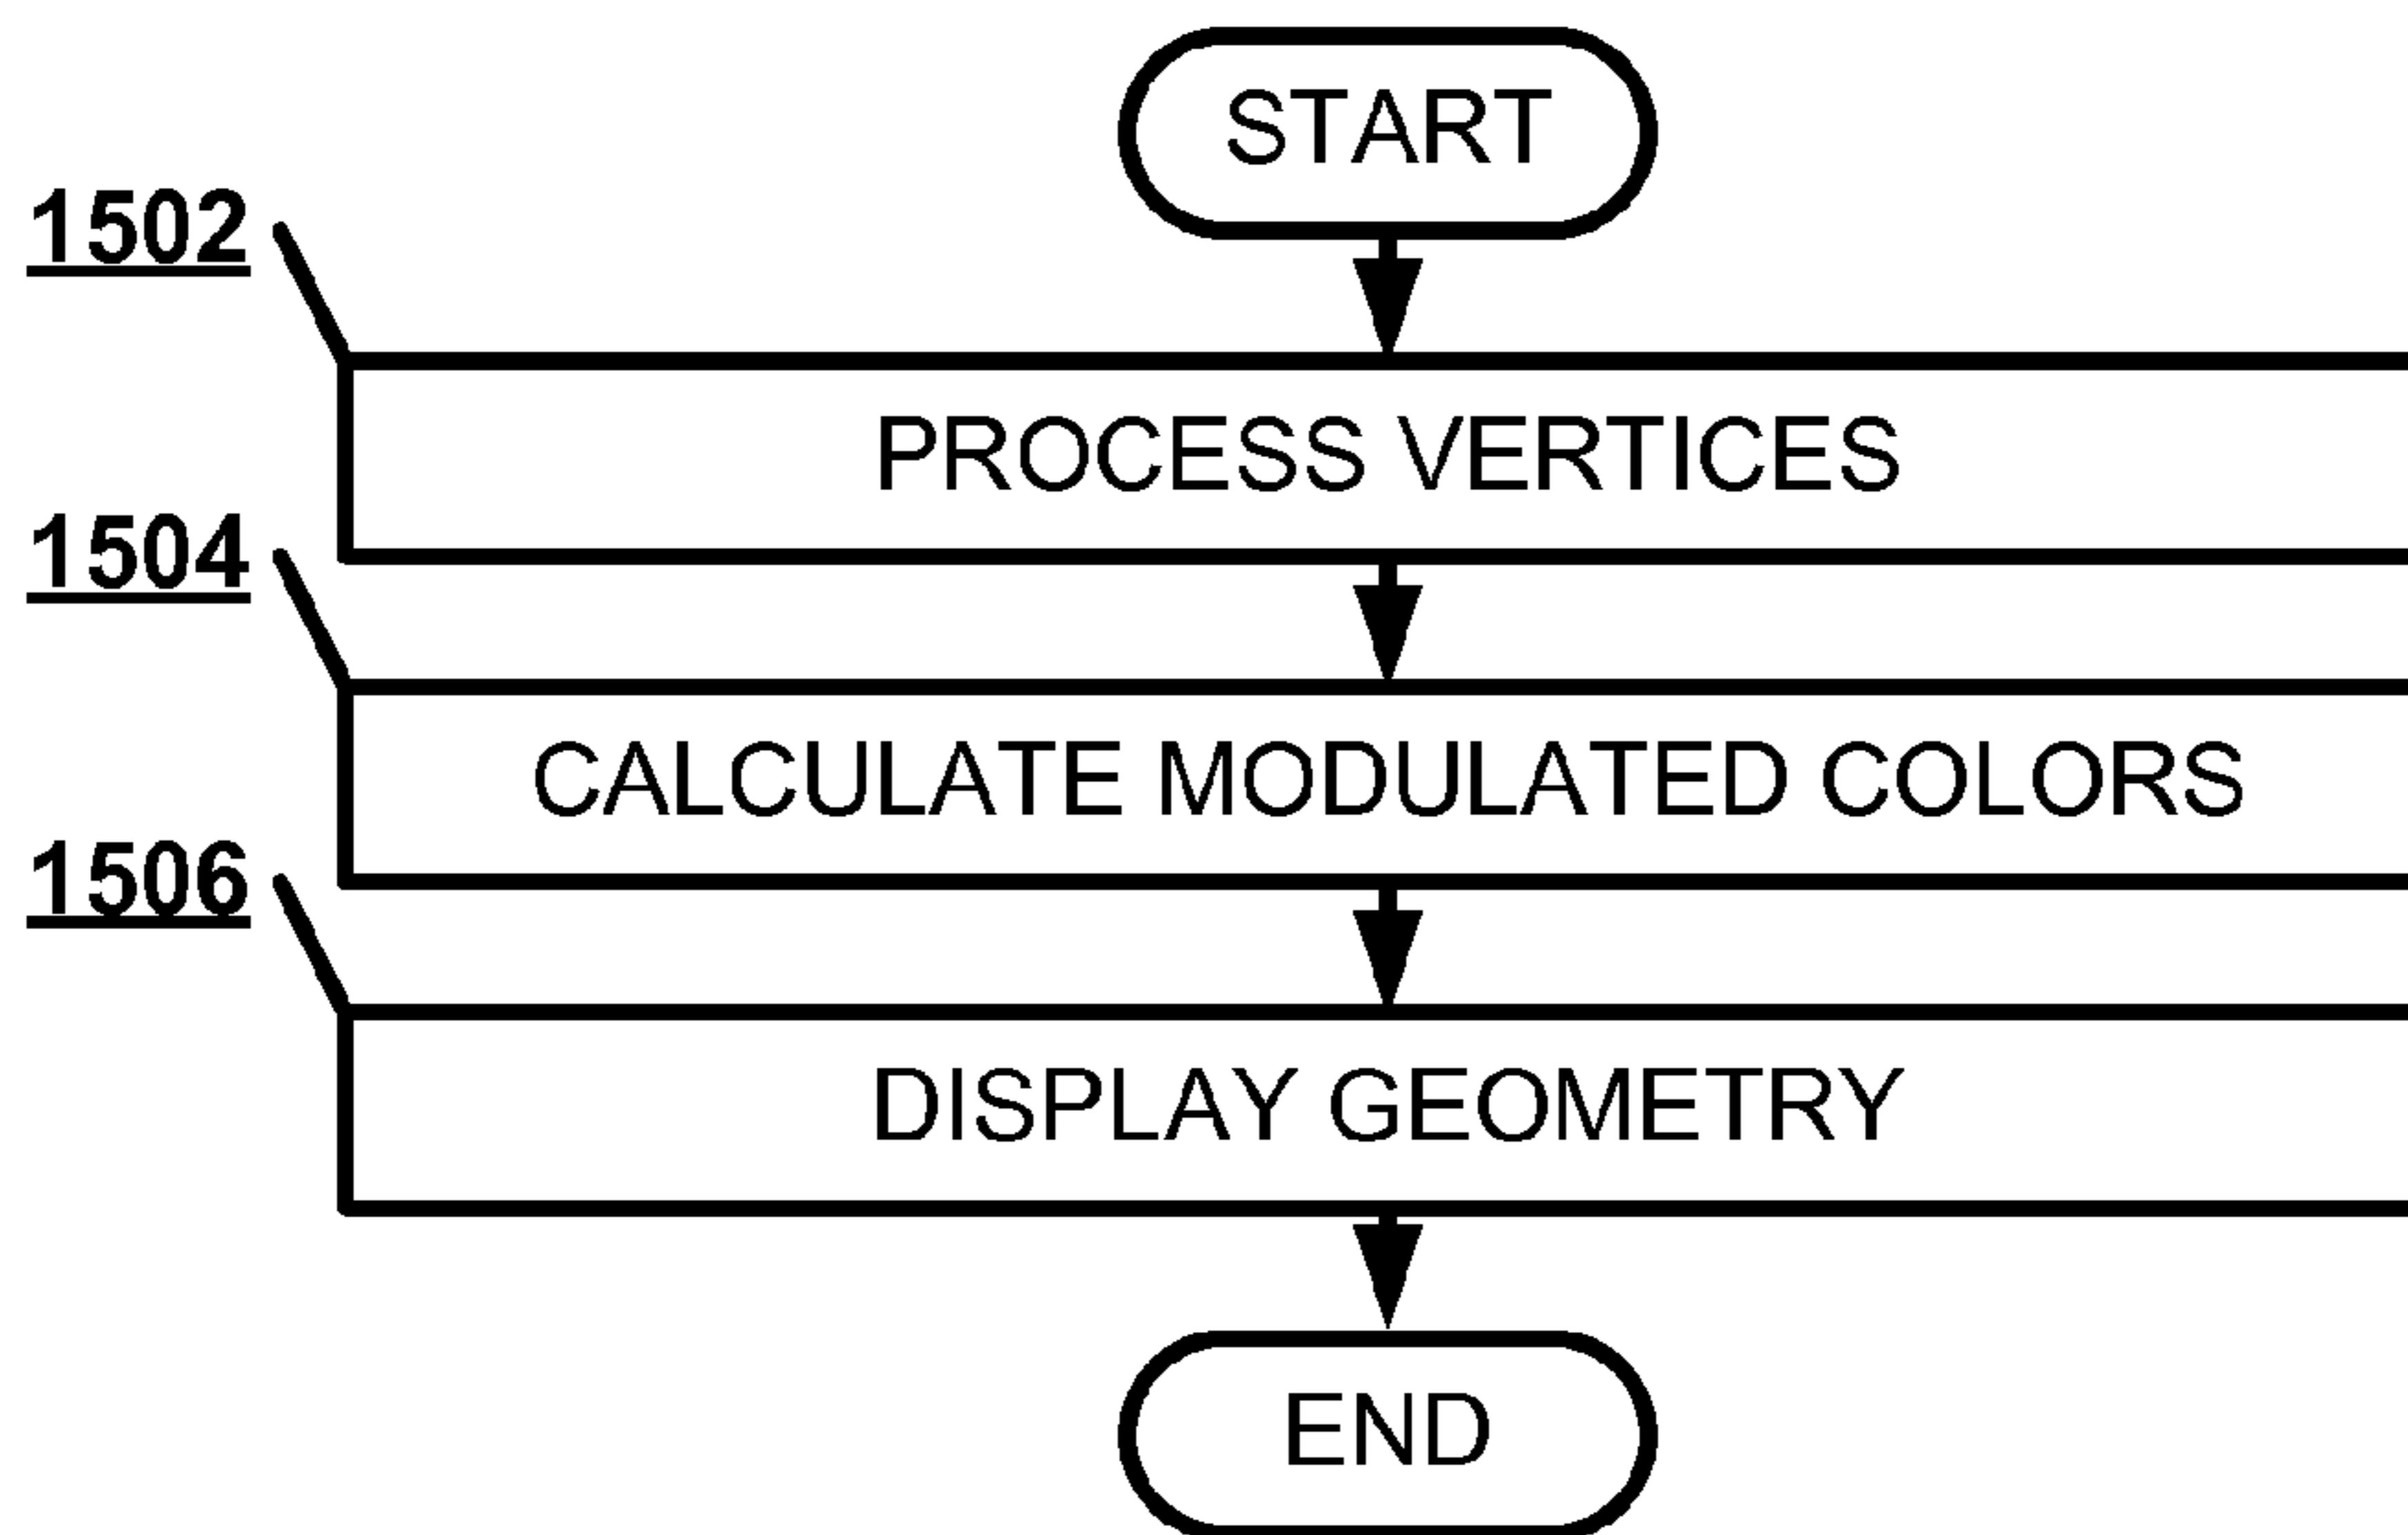 START
1502
PROCESS VERTICES
1504
CALCULATE MODULATED COLORS
1506
DISPLAY GEOMETRY
END